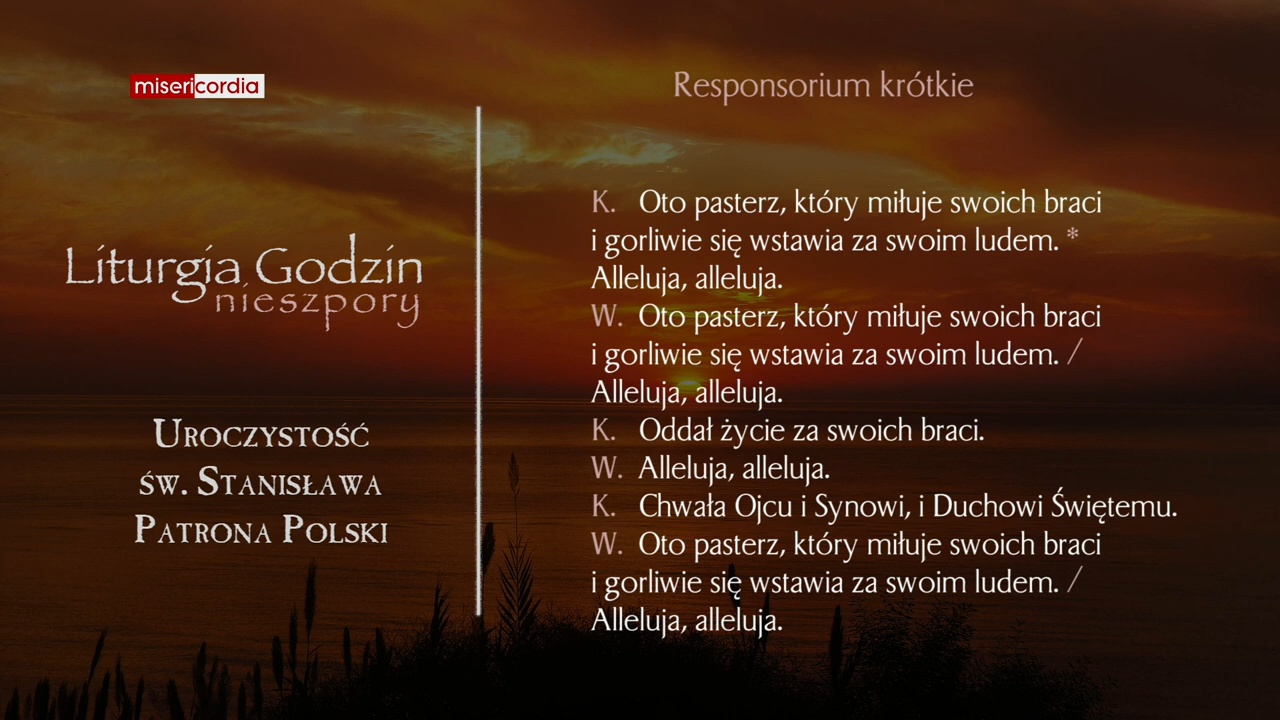 misericordia
Liturgia Godzin
nieszpory
Uroczystość
św. Stanisława
Patrona Polski
Responsorium krótkie
K. Oto pasterz, który miłuje swoich braci
i gorliwie się wstawia za swoim ludem. *
Alleluja, alleluja.
W. Oto pasterz, który miłuje swoich braci
i gorliwie się wstawia za swoim ludem. /
Alleluja, alleluja.
K. Oddał życie za swoich braci.
W. Alleluja, alleluja.
K. Chwała Ojcu i Synowi, i Duchowi Świętemu.
W. Oto pasterz, który miłuje swoich braci
i gorliwie się wstawia za swoim ludem. /
Alleluja, alleluja.